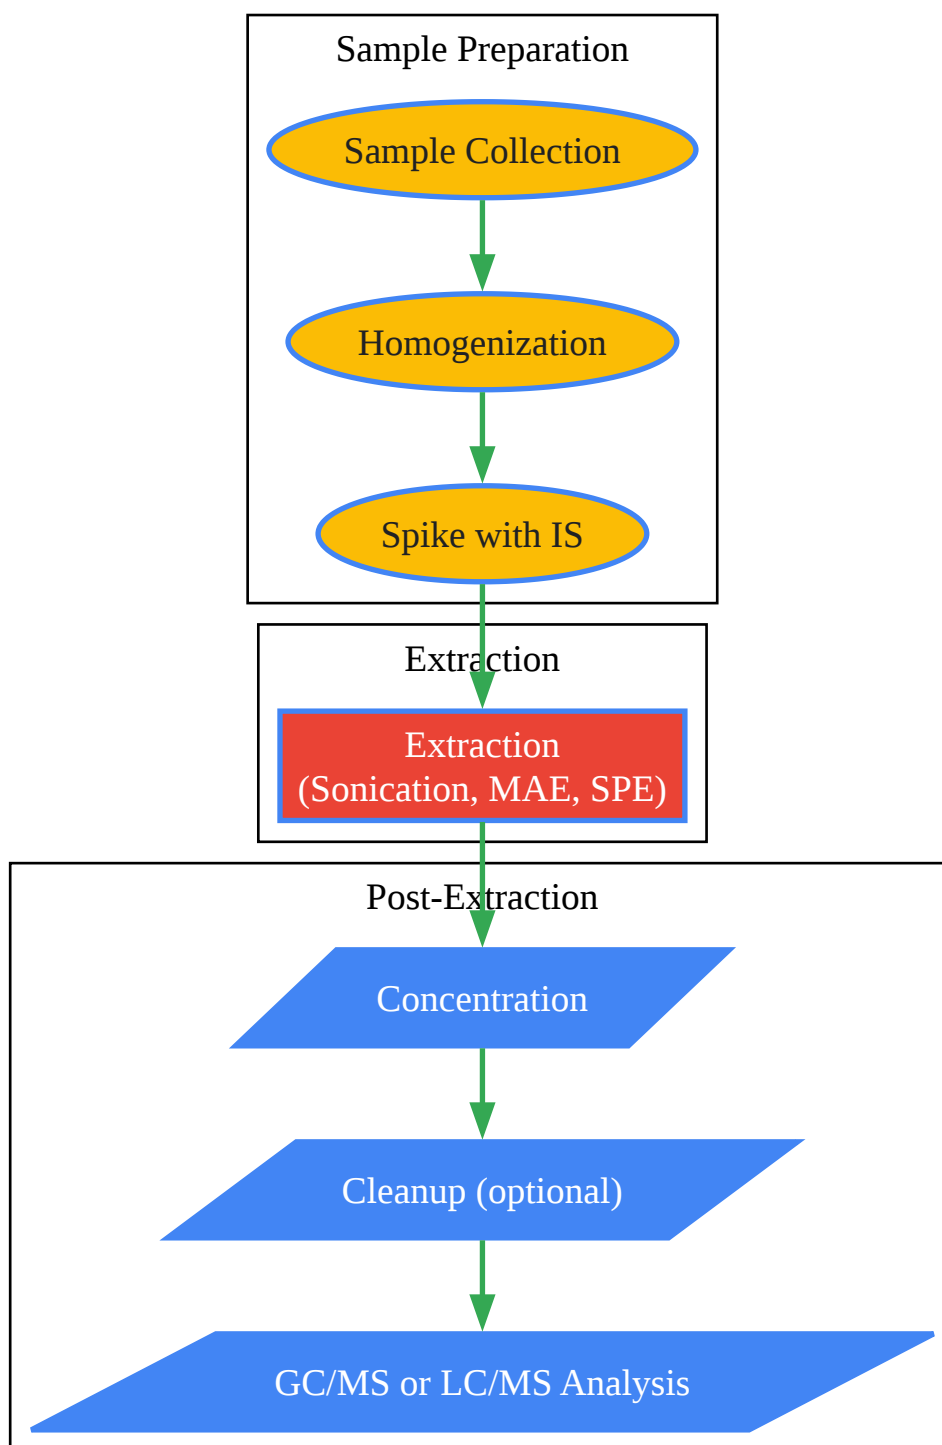 Sample Preparation
Sample Collection
Homogenization
Spike with IS
Extraction
Extraction
(Sonication, MAE, SPE)
Post-Extraction
Concentration
Cleanup (optional)
GC/MS or LC/MS Analysis